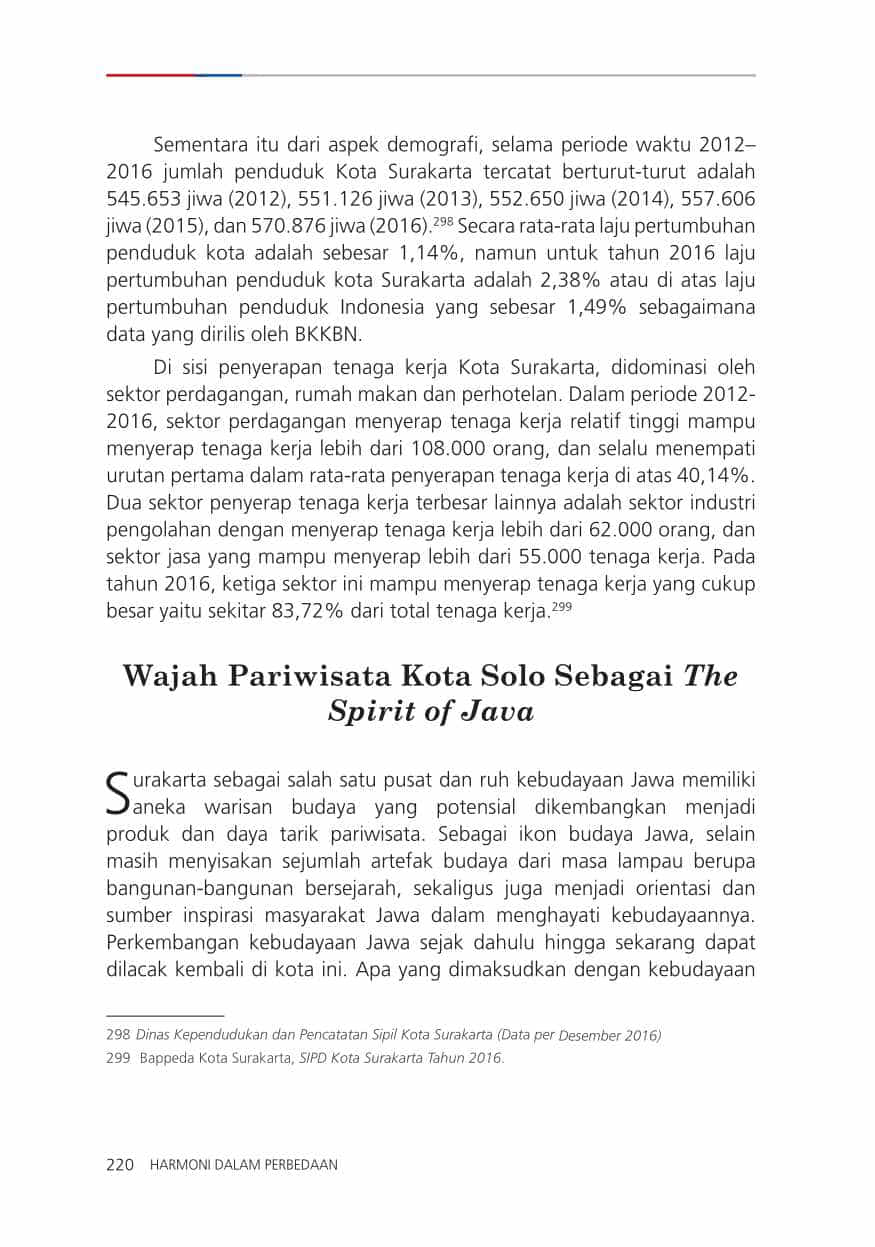 Sementara itu dari aspek demografi, selama periode waktu 2012–
2016 jumlah penduduk Kota Surakarta tercatat berturut-turut adalah
545.653 jiwa (2012), 551.126 jiwa (2013), 552.650 jiwa (2014), 557.606
jiwa (2015), dan 570.876 jiwa (2016).298 Secara rata-rata laju pertumbuhan
penduduk kota adalah sebesar 1,14%, namun untuk tahun 2016 laju
pertumbuhan penduduk kota Surakarta adalah 2,38% atau di atas laju
pertumbuhan penduduk Indonesia yang sebesar 1,49% sebagaimana
data yang dirilis oleh BKKBN.
Di sisi penyerapan tenaga kerja Kota Surakarta, didominasi oleh
sektor perdagangan, rumah makan dan perhotelan. Dalam periode 2012-
2016, sektor perdagangan menyerap tenaga kerja relatif tinggi mampu
menyerap tenaga kerja lebih dari 108.000 orang, dan selalu menempati
urutan pertama dalam rata-rata penyerapan tenaga kerja di atas 40,14%.
Dua sektor penyerap tenaga kerja terbesar lainnya adalah sektor industri
pengolahan dengan menyerap tenaga kerja lebih dari 62.000 orang, dan
sektor jasa yang mampu menyerap lebih dari 55.000 tenaga kerja. Pada
tahun 2016, ketiga sektor ini mampu menyerap tenaga kerja yang cukup
besar yaitu sekitar 83,72% dari total tenaga kerja.299
Wajah Pariwisata Kota Solo Sebagai The
Spirit of Java
Surakarta sebagai salah satu pusat dan ruh kebudayaan Jawa memiliki
aneka warisan budaya yang potensial dikembangkan menjadi
produk dan daya tarik pariwisata. Sebagai ikon budaya Jawa, selain
masih menyisakan sejumlah artefak budaya dari masa lampau berupa
bangunan-bangunan bersejarah, sekaligus juga menjadi orientasi dan
sumber inspirasi masyarakat Jawa dalam menghayati kebudayaannya.
Perkembangan kebudayaan Jawa sejak dahulu hingga sekarang dapat
dilacak kembali di kota ini. Apa yang dimaksudkan dengan kebudayaan
298 Dinas Kependudukan dan Pencatatan Sipil Kota Surakarta (Data per Desember 2016)
299 Bappeda Kota Surakarta, SIPD Kota Surakarta Tahun 2016.
220 HARMONI DALAM PERBEDAAN